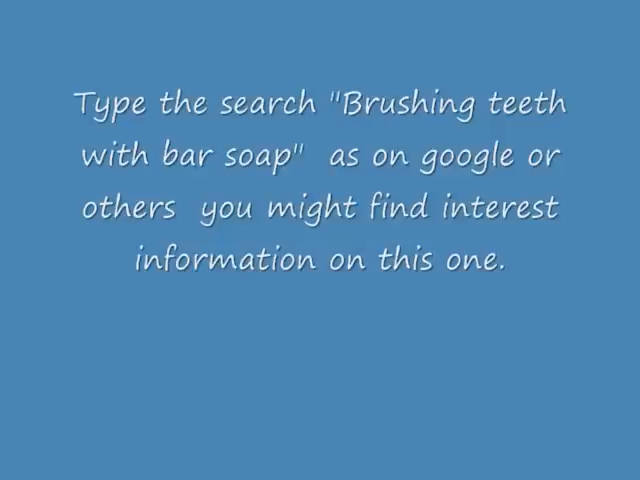 Type the search "Brushing teeth
with bar soap"  as on google or
others  you might find interest
information on this one.